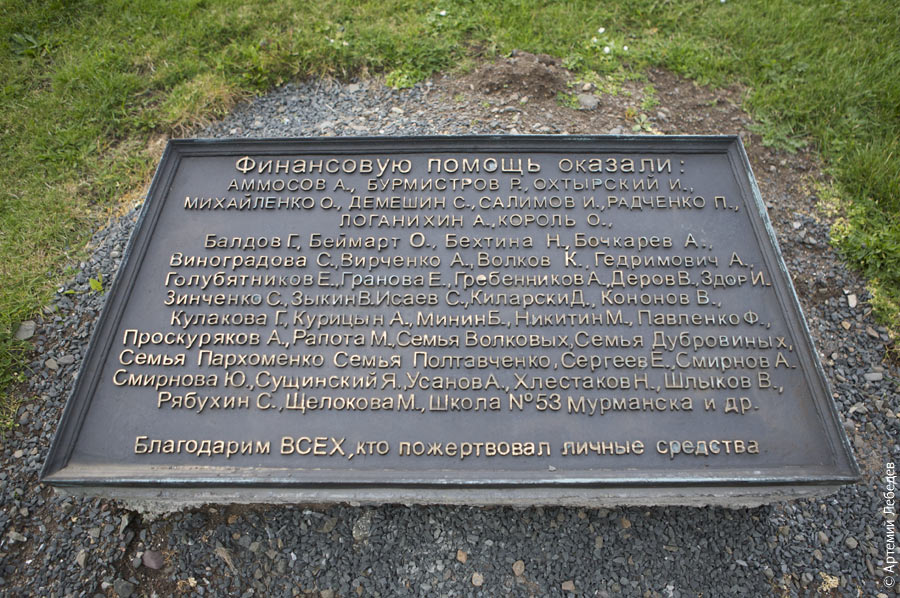 Финансовую помощь оказали:
АММОСОВ А., БУРМИСТРОВ Р., ОХТЫРСКИЙ И.,
МИХАЙЛЕНКО О., ДЕМЕШИН С., САЛИМОВ И., РАДЧЕНКО П.,
ЛОГАНИХИН А., КОРОЛЬ О.,
Балдов Г., Беймарт О., Бехтина Н., Бочкарев А.,
Виноградова С., Вирченко А., Волков К., Гедримович А.,
Голубятников Е., Гранова Е., Гребенников А., Деров В., Здор И.
Зинченко С., Зыкин В. Исаев С., Киларски Д., Кононов В.,
Кулакова Г., Курицын А., Минин Б., Никитин М., Павленко Ф.,
Проскуряков А., Рапота М., Семья Волковых, Семья Дубровиных,
Семья Пархоменко Семья Полтавченко, Сергеев Е., Смирнов А.
Смирнова Ю., Сущинский Я. Усанов А., Хлестаков Н., Шлыков В.,
Рябухин С., Щелокова М., Школа №53 Мурманска и др.
Благодарим ВСЕХ, кто пожертвовал личные средства.
© Артемий Лебедев